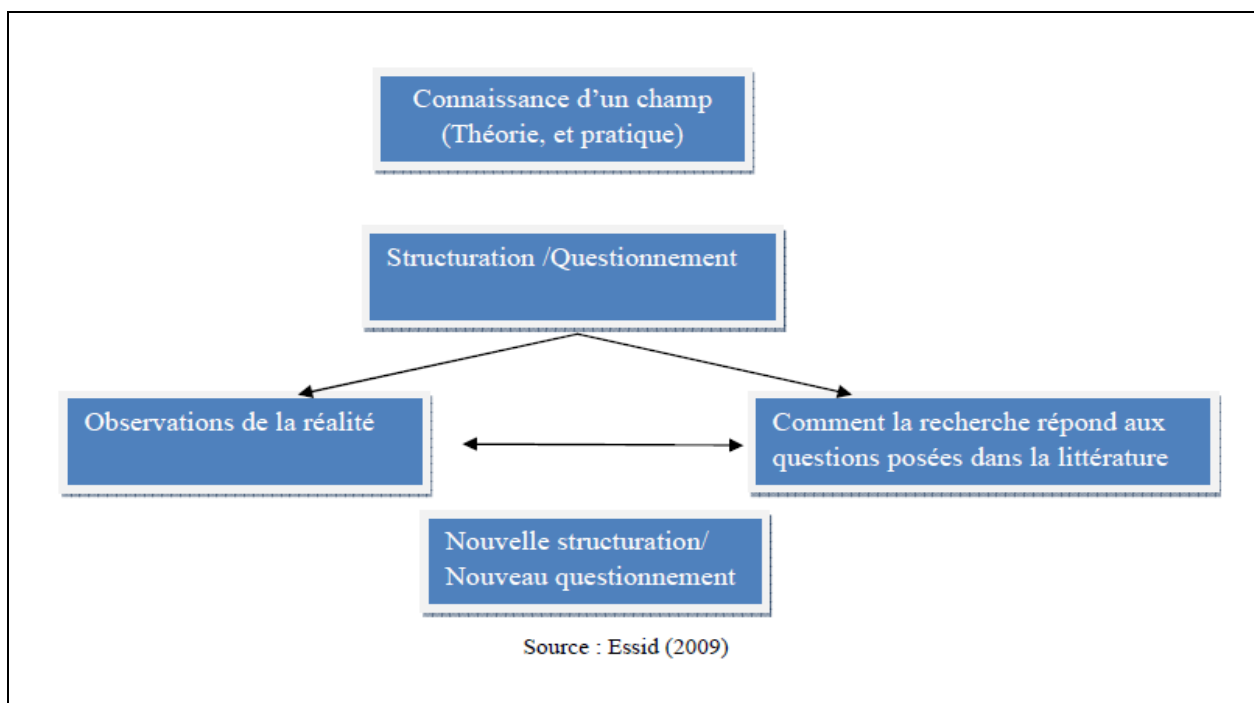 Connaissance d’un champ
(Théorie, et pratique)
Structuration /Questionnement
Observations de la réalité
Comment la recherche répond aux
questions posées dans la littérature
Nouvelle structuration/
Nouveau questionnement
Source : Essid (2009)